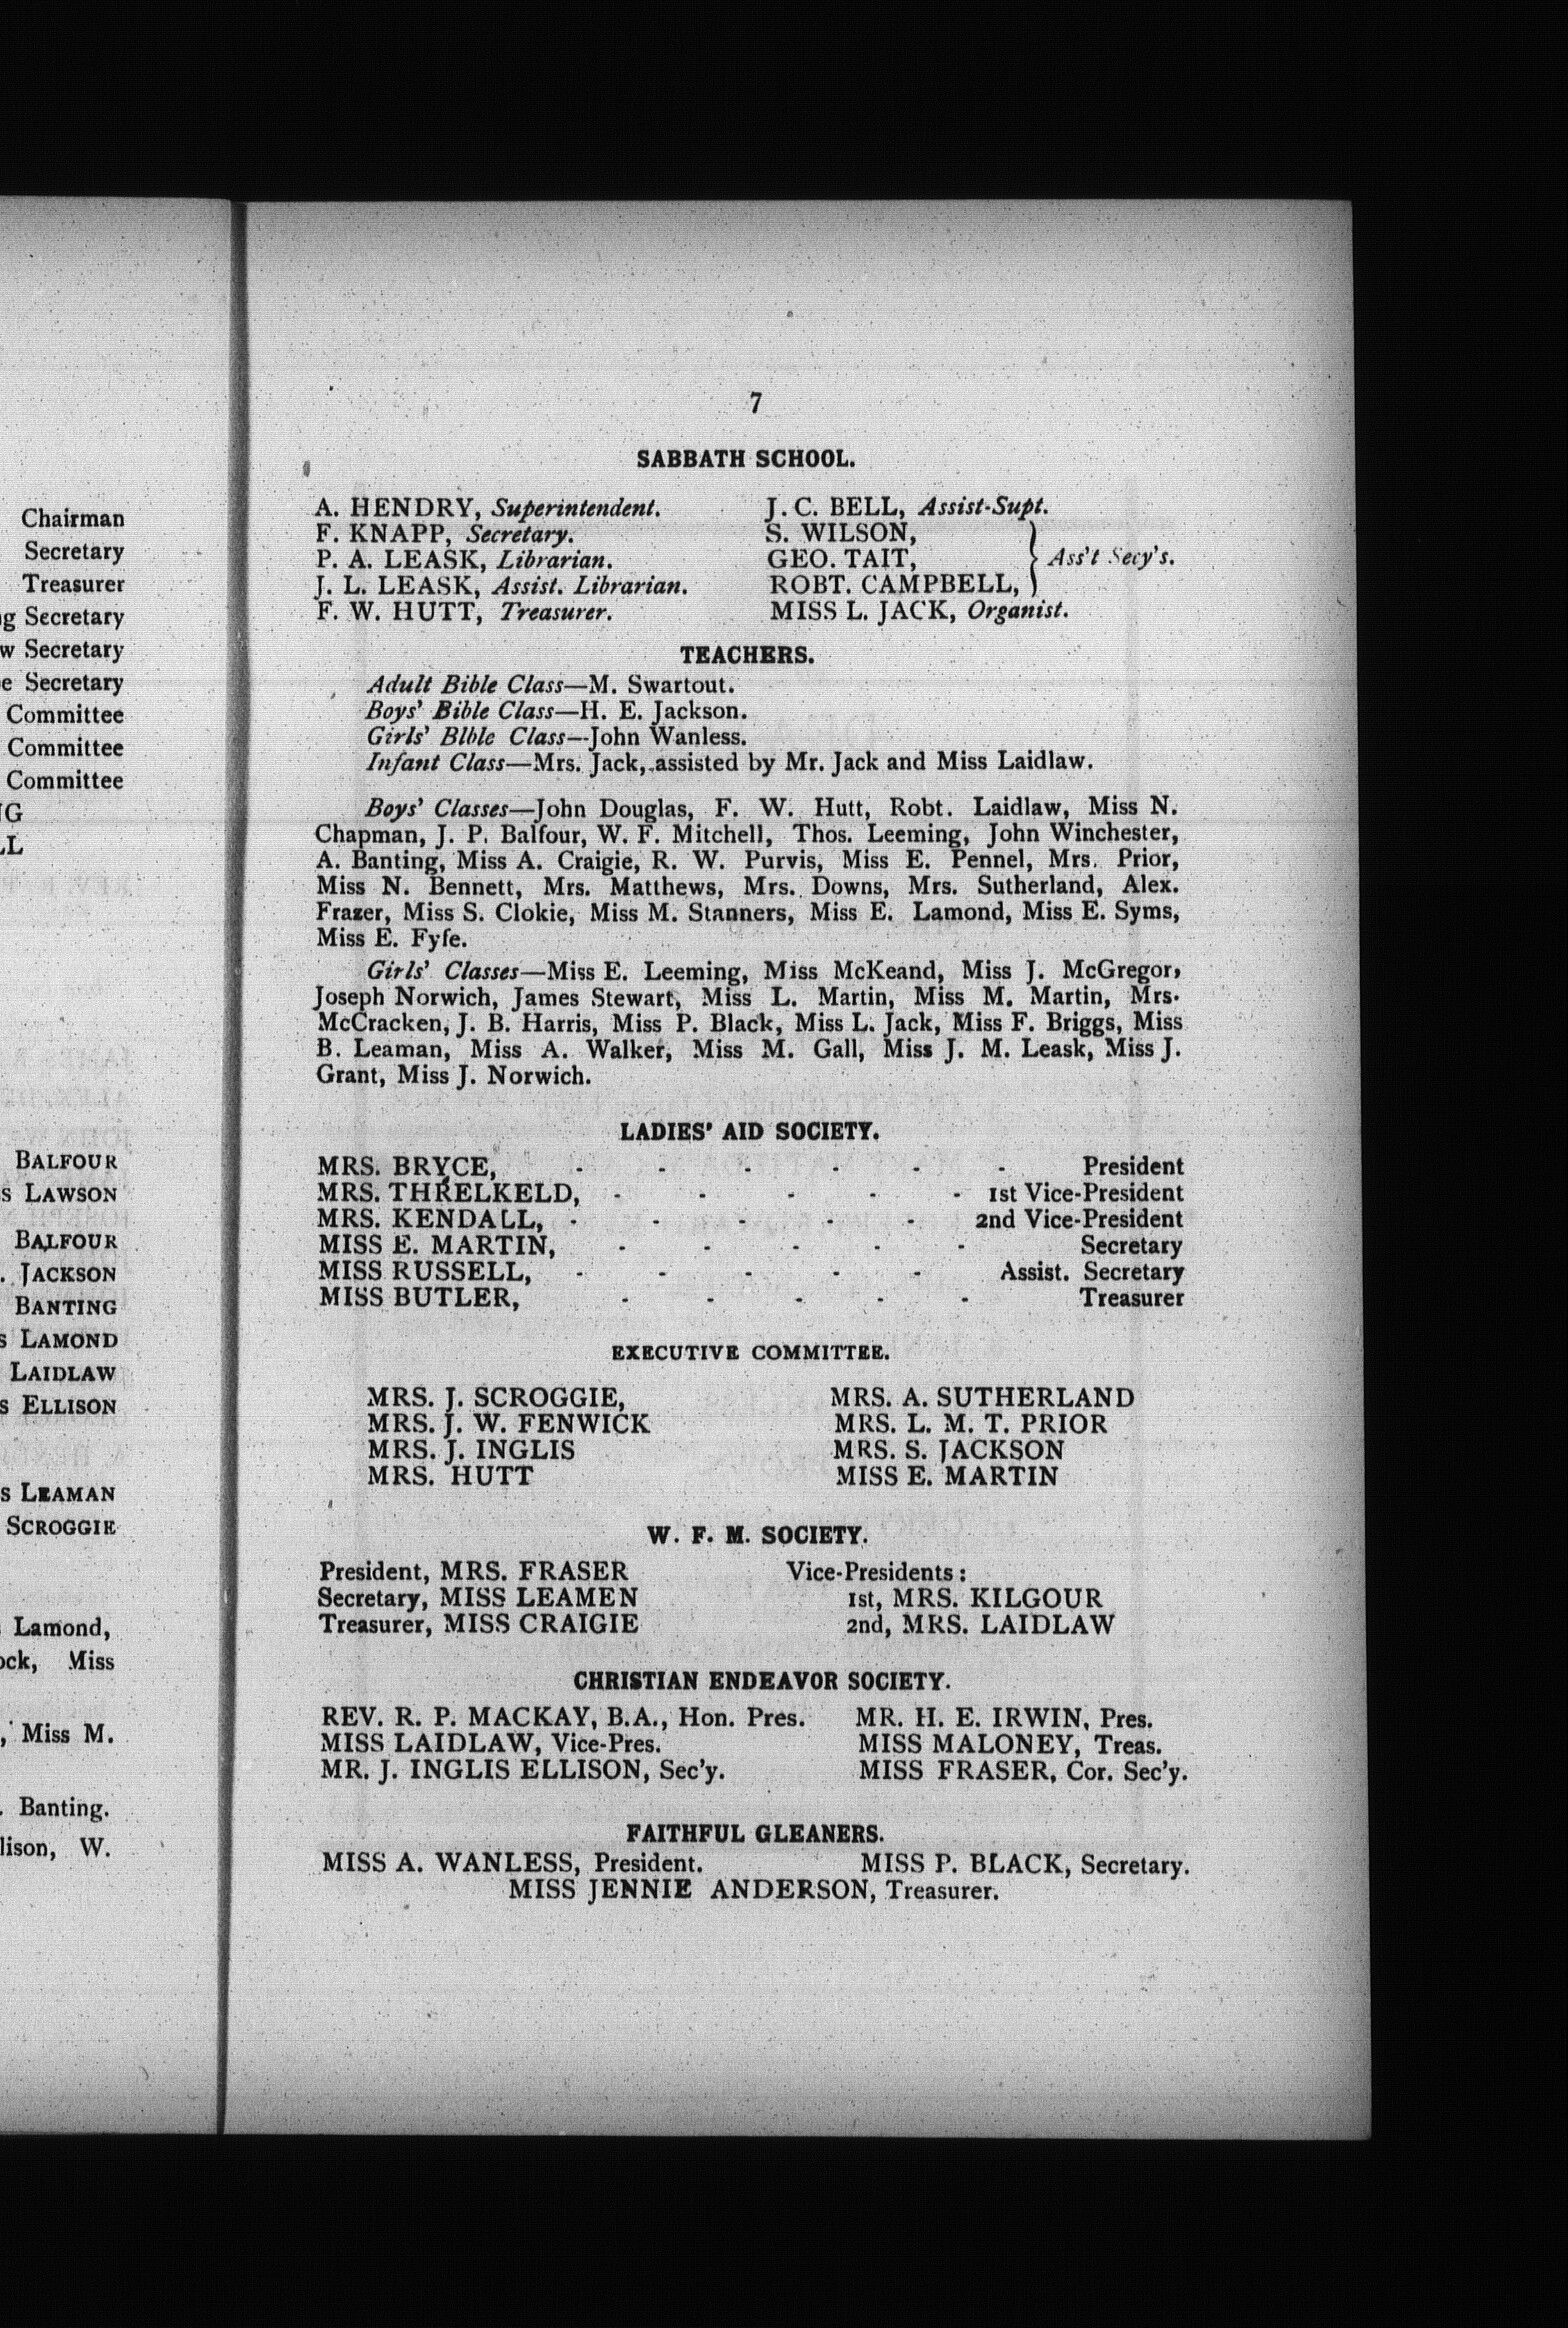 Chairman
Secretary
Treasurer
Secretary
Secretary
Secretary
Committee
Committee
Committee
BALFOUR
LAWSON
BALFOUR
JACKSON
BANTING
LAMOND
LAIDLAW
ELLISON
LEAMAN
SCROGGIE
Lamond,
Miss
Miss M.
Banting.
W.
7
SABBATH SCHOOL.
A. HENDRY, Superintendent. J. C. BELL, Assist-Supt.
F. KNAPP, Secretary. S. WILSON,
P. A. LEASK, Librarian. GEO. TAIT, } Ass't Secy's.
J. L. LEASK, Assist. Librarian. ROBT. CAMPBELL,
F. W. HUTT, Treasurer. MISS L. JACK, Organist.
TEACHERS.
Adult Bible Class—M. Swartout.
Boys' Bible Class—H. E. Jackson.
Girls' Blble Class—John Wanless.
Infant Class—Mrs. Jack, assisted by Mr. Jack and Miss Laidlaw.
Boys' Classes—John Douglas, F. W. Hutt, Robt. Laidlaw, Miss N.
Chapman, J. P. Balfour, W. F. Mitchell, Thos. Leeming, John Winchester,
A. Banting, Miss A. Craigie, R. W. Purvis, Miss E. Pennel, Mrs. Prior,
Miss N. Bennett, Mrs. Matthews, Mrs. Downs, Mrs. Sutherland, Alex.
Frazer, Miss S. Clokie, Miss M. Stanners, Miss E. Lamond, Miss E. Syms,
Miss E. Fyfe.
Girls' Classes—Miss E. Leeming, Miss McKeand, Miss J. McGregor,
Joseph Norwich, James Stewart, Miss L. Martin, Miss M. Martin, Mrs.
McCracken, J. B. Harris, Miss P. Black, Miss L. Jack, Miss F. Briggs, Miss
B. Leaman, Miss A. Walker, Miss M. Gall, Miss J. M. Leask, Miss J.
Grant, Miss J. Norwich.
LADIES' AID SOCIETY.
MRS. BRYCE, - - - - - - President
MRS. THRELKELD, - - - - - 1st Vice-President
MRS. KENDALL, - - - - - 2nd Vice-President
MISS E. MARTIN, - - - - - Secretary
MISS RUSSELL, - - - - - Assist. Secretary
MISS BUTLER, - - - - - Treasurer
EXECUTIVE COMMITTEE.
MRS. J. SCROGGIE, MRS. A. SUTHERLAND
MRS. J. W. FENWICK MRS. L. M. T. PRIOR
MRS. J. INGLIS MRS. S. JACKSON
MRS. HUTT MISS E. MARTIN
W. F. M. SOCIETY.
President, MRS. FRASER Vice-Presidents:
Secretary, MISS LEAMEN 1st, MRS. KILGOUR
Treasurer, MISS CRAIGIE 2nd, MRS. LAIDLAW
CHRISTIAN ENDEAVOR SOCIETY.
REV. R. P. MACKAY, B.A., Hon. Pres. MR. H. E. IRWIN, Pres.
MISS LAIDLAW, Vice-Pres. MISS MALONEY, Treas.
MR. J. INGLIS ELLISON, Sec'y. MISS FRASER, Cor. Sec'y.
FAITHFUL GLEANERS.
MISS A. WANLESS, President. MISS P. BLACK, Secretary.
MISS JENNIE ANDERSON, Treasurer.